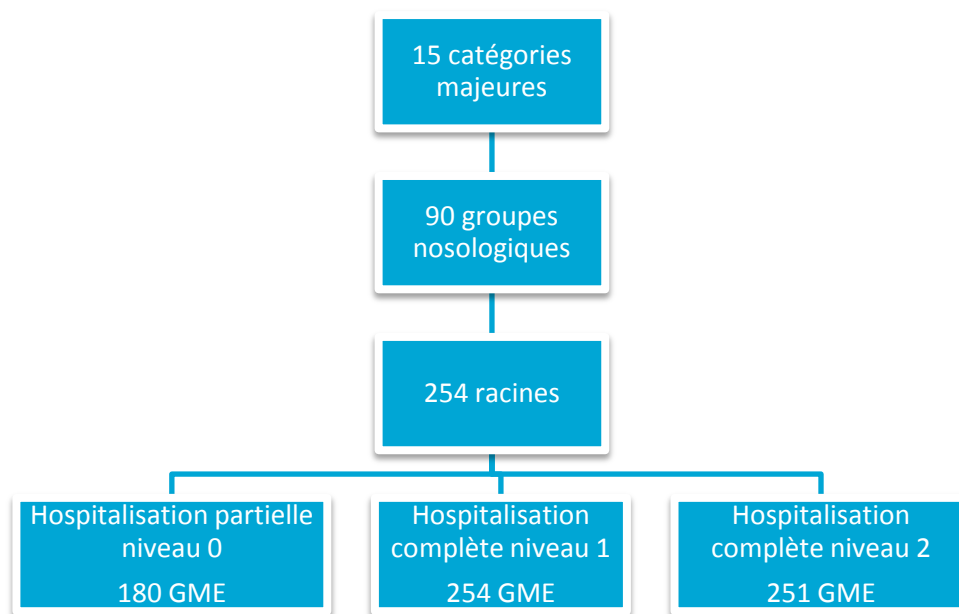 15 catégories
majeures
90 groupes
nosologiques
254 racines
Hospitalisation partielle
niveau 0
180 GME
Hospitalisation
complète niveau 1
254 GME
Hospitalisation
complète niveau 2
251 GME